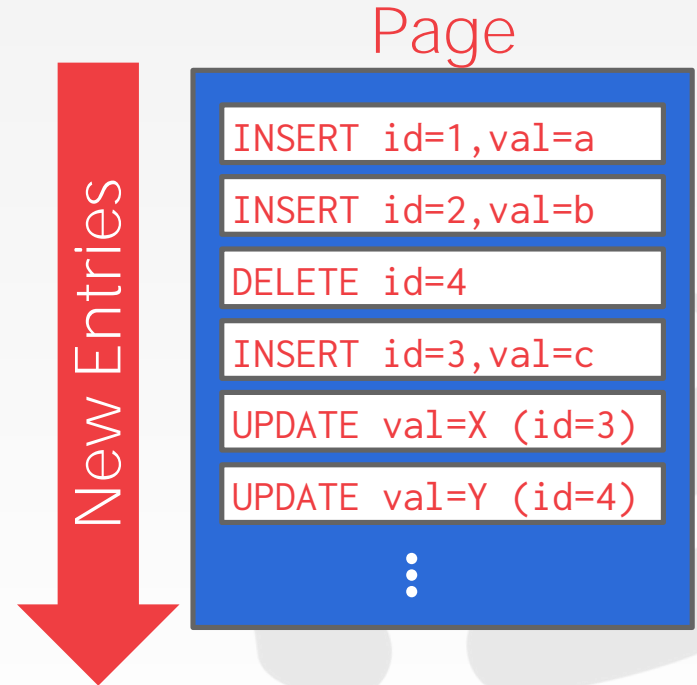 Page
New Entries
INSERT id=1,val=a
INSERT id=2,val=b
DELETE id=4
INSERT id=3,val=c
UPDATE val=X (id=3)
UPDATE val=Y (id=4)
⋮